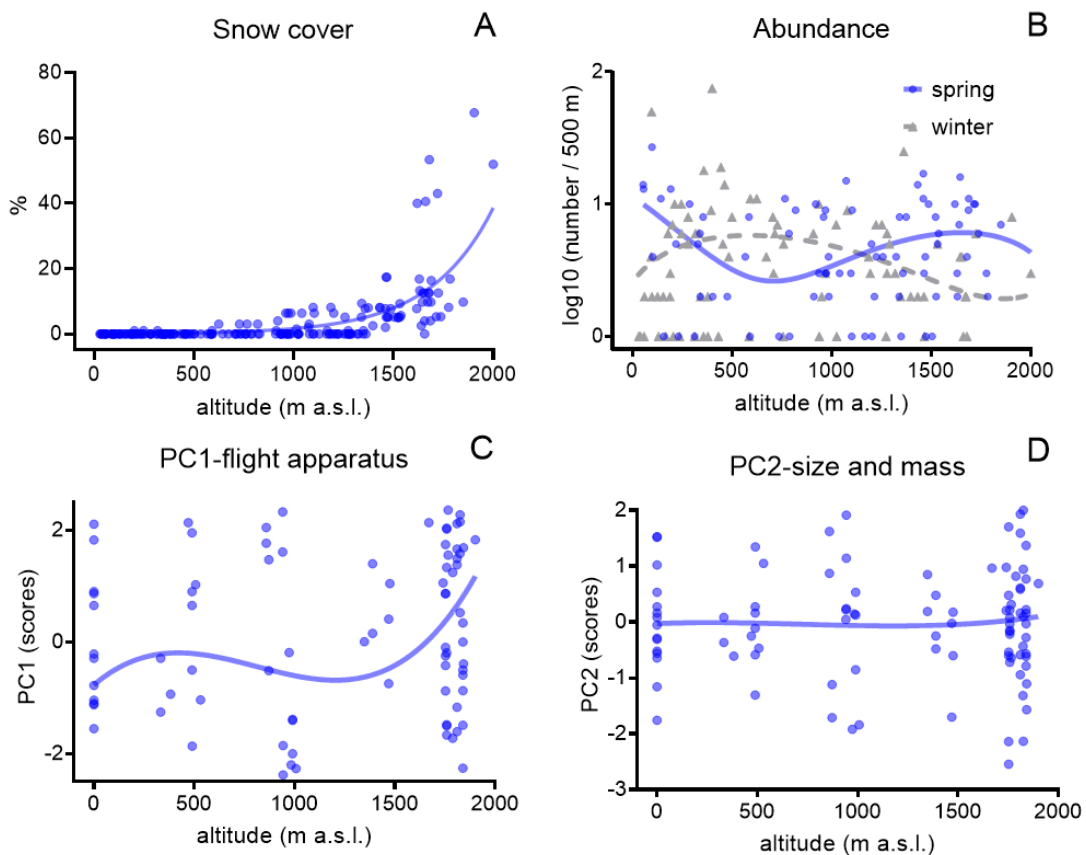 Snow cover
A
80
60
40
20
0
%
0 500 1000 1500 2000
altitude (m a.s.l.)
Abundance
B
2
1
0
log10 (number / 500 m)
spring
winter
0 500 1000 1500 2000
altitude (m a.s.l.)
PC1-flight apparatus
C
2
0
-2
PC1 (scores)
0 500 1000 1500 2000
altitude (m a.s.l.)
PC2-size and mass
D
2
1
0
-1
-2
-3
PC2 (scores)
0 500 1000 1500 2000
altitude (m a.s.l.)